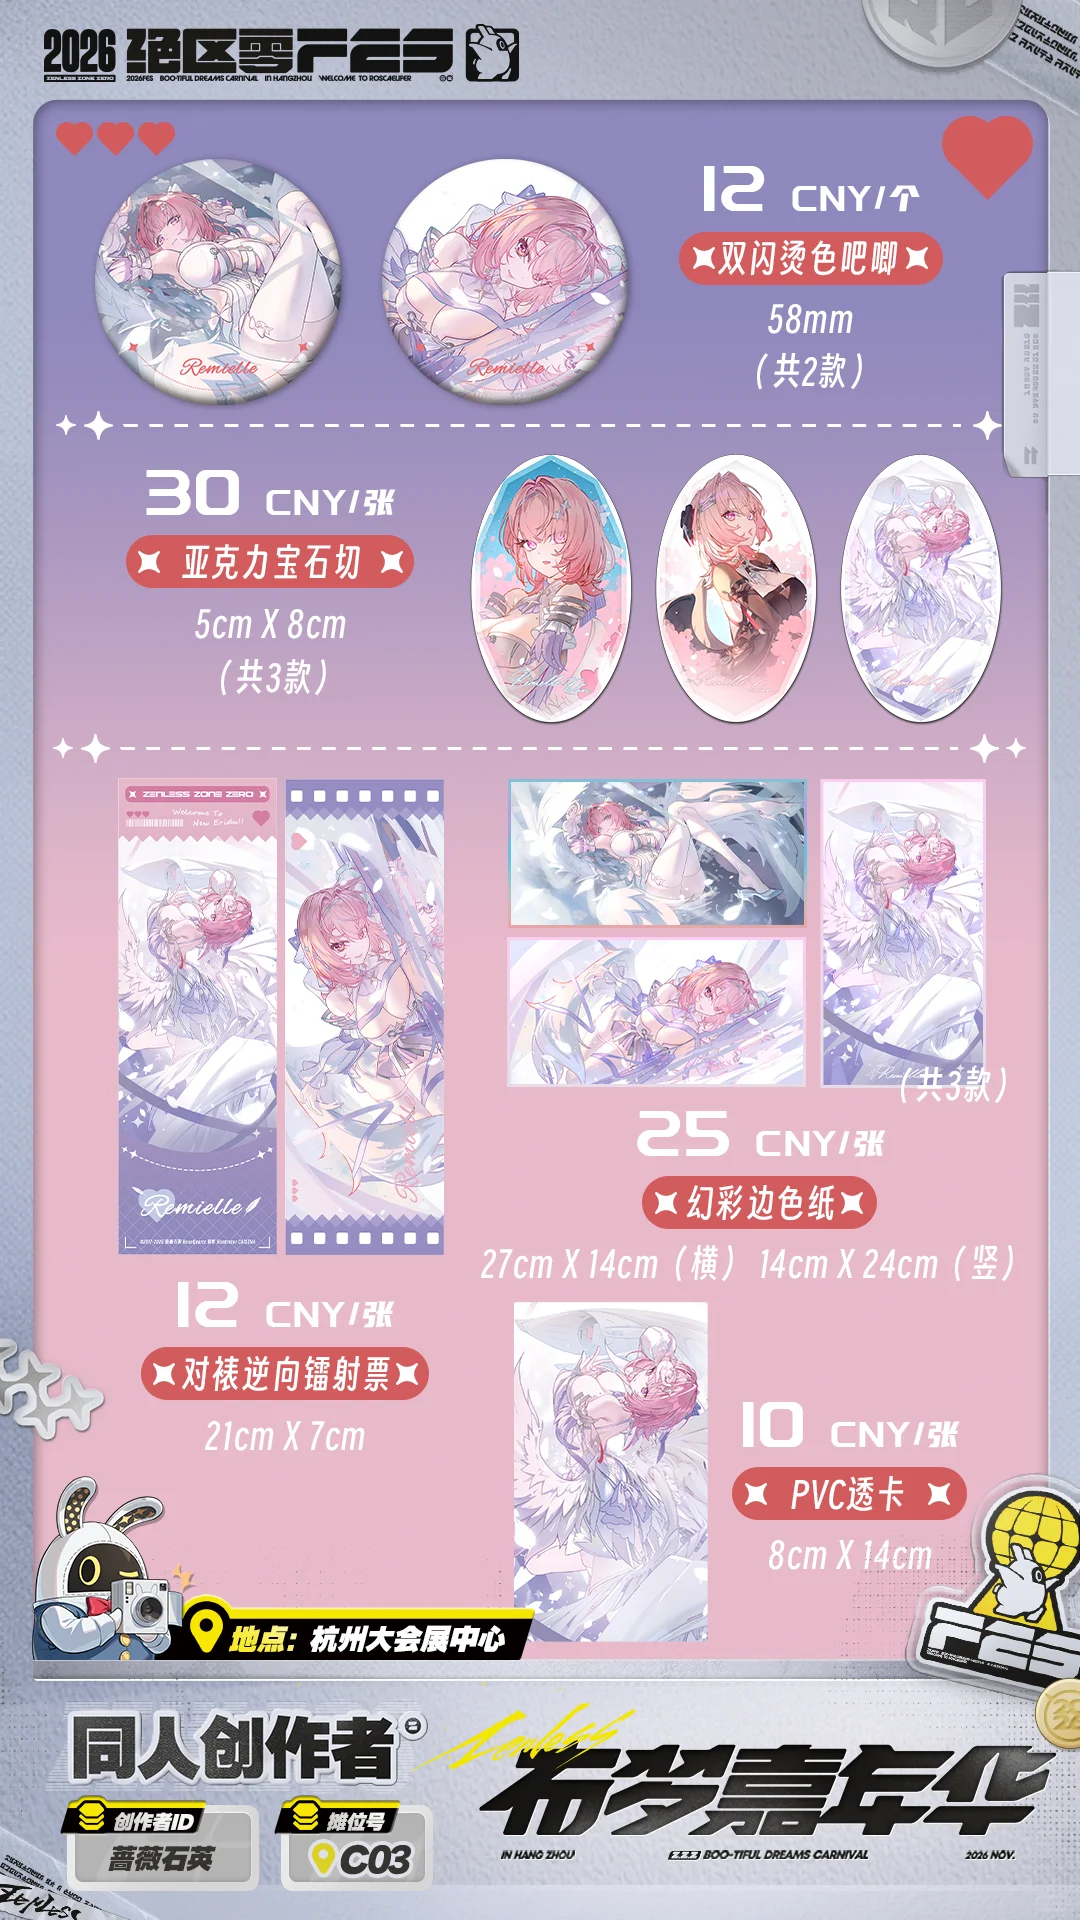 2026 绝区零FES
ZENLESS ZONE ZERO 2026FES BOO-TIFUL DREAMS CARNIVAL IN HANGZHOU WELCOME TO ROSCAELIFER
12 CNY/个
双闪烫色吧唧
58mm
（共2款）
Remielle
Remielle
30 CNY/张
亚克力宝石切
5cm X 8cm
（共3款）
ZENLESS ZONE ZERO
Welcome To
New Eridu!!
Remielle
Remielle
（共3款）
25 CNY/张
幻彩边色纸
27cm X 14cm（横） 14cm X 24cm（竖）
12 CNY/张
对裱逆向镭射票
21cm X 7cm
10 CNY/张
PVC透卡
8cm X 14cm
地点：杭州大会展中心
FES
同人创作者
Zenless
布梦嘉年华
创作者ID
蔷薇石英
摊位号
C03
IN HANG ZHOU
ZZZ BOO-TIFUL DREAMS CARNIVAL
2026 NOV.